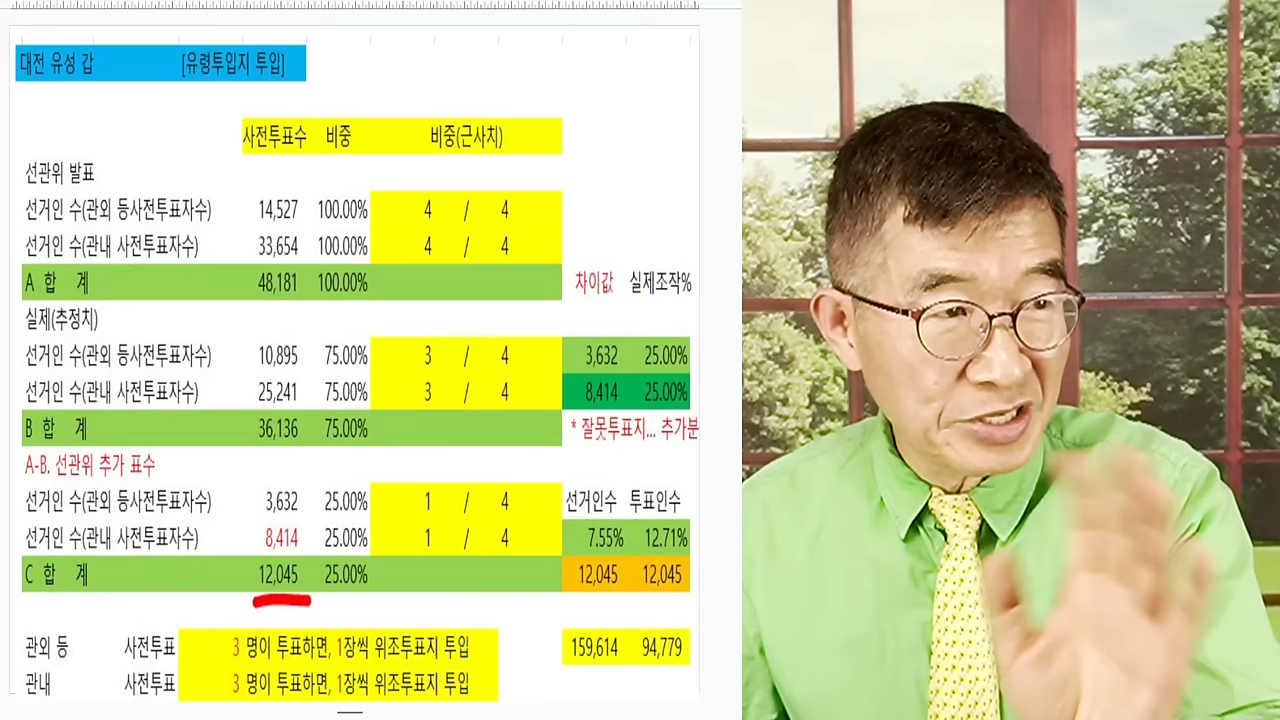 대전 유성 갑 [유령투입지 투입]
사전투표수 비중 비중(근사치)
선관위 발표
선거인 수(관외 등사전투표자수) 14,527 100.00% 4 / 4
선거인 수(관내 사전투표자수) 33,654 100.00% 4 / 4
A 합 계 48,181 100.00% 차이값 실제조작%
실제(추정치)
선거인 수(관외 등사전투표자수) 10,895 75.00% 3 / 4 3,632 25.00%
선거인 수(관내 사전투표자수) 25,241 75.00% 3 / 4 8,414 25.00%
B 합 계 36,136 75.00% * 잘못투표지... 추가분
A-B. 선관위 추가 표수
선거인 수(관외 등사전투표자수) 3,632 25.00% 1 / 4 선거인수 투표인수
선거인 수(관내 사전투표자수) 8,414 25.00% 1 / 4 7.55% 12.71%
C 합 계 12,045 25.00% 12,045 12,045
관외 등 사전투표 3 명이 투표하면, 1장씩 위조투표지 투입 159,614 94,779
관내 사전투표 3 명이 투표하면, 1장씩 위조투표지 투입